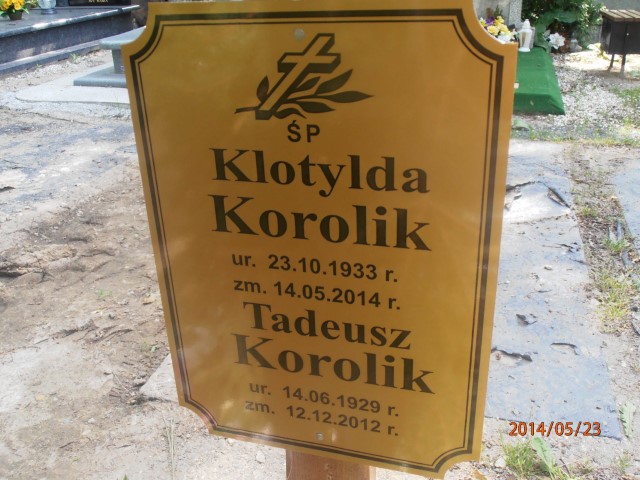 ŚP
Klotylda
Korolik
ur. 23.10.1933 r.
zm. 14.05.2014 r.
Tadeusz
Korolik
ur. 14.06.1929 r.
zm. 12.12.2012 r.
2014/05/23